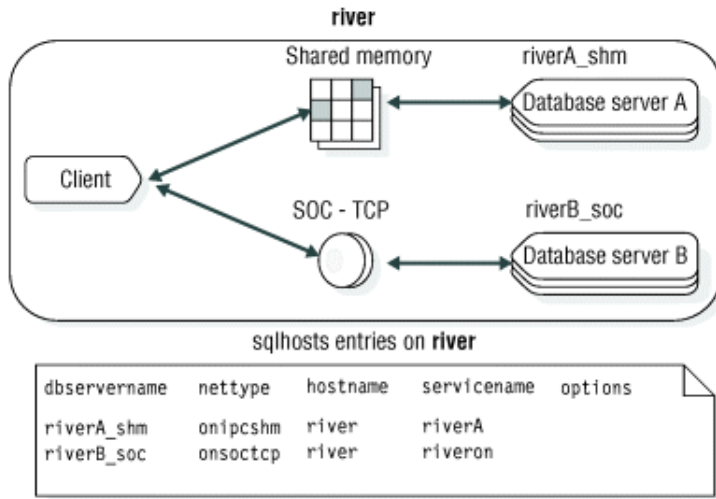 river
Shared memory
riverA_shm
Database server A
Client
SOC - TCP
riverB_soc
Database server B
sqlhosts entries on river
dbservername nettype hostname servicename options
riverA_shm onipcshm river riverA
riverB_soc onsoctcp river riveron